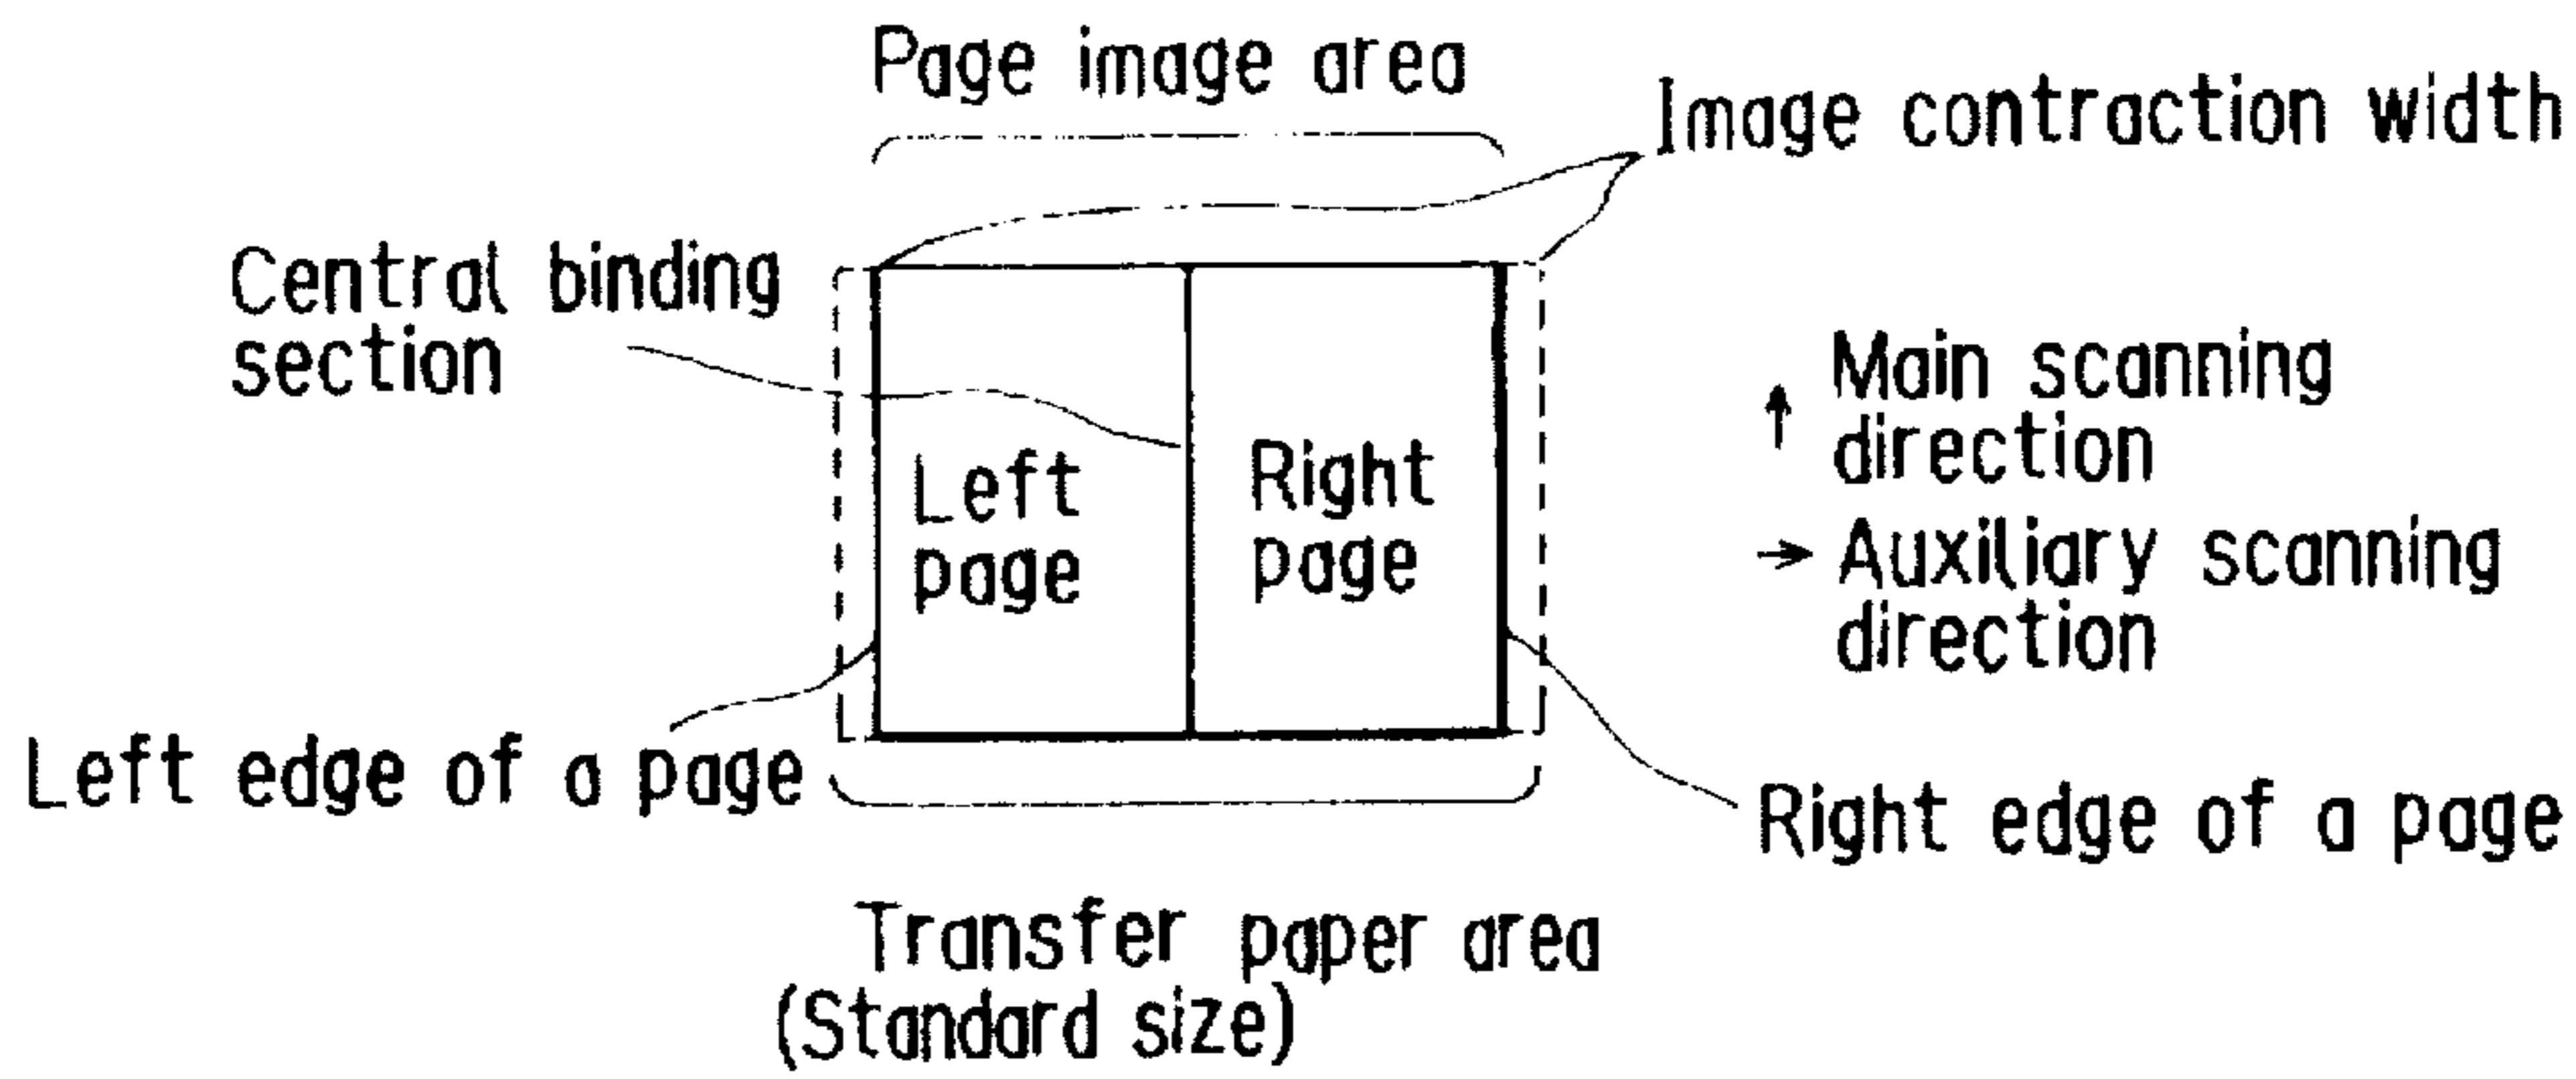 Page image area
Image contraction width
Central binding
section
Main scanning
direction
Left
page
Right
page
Auxiliary scanning
direction
Left edge of a page
Right edge of a page
Transfer paper area
(Standard size)